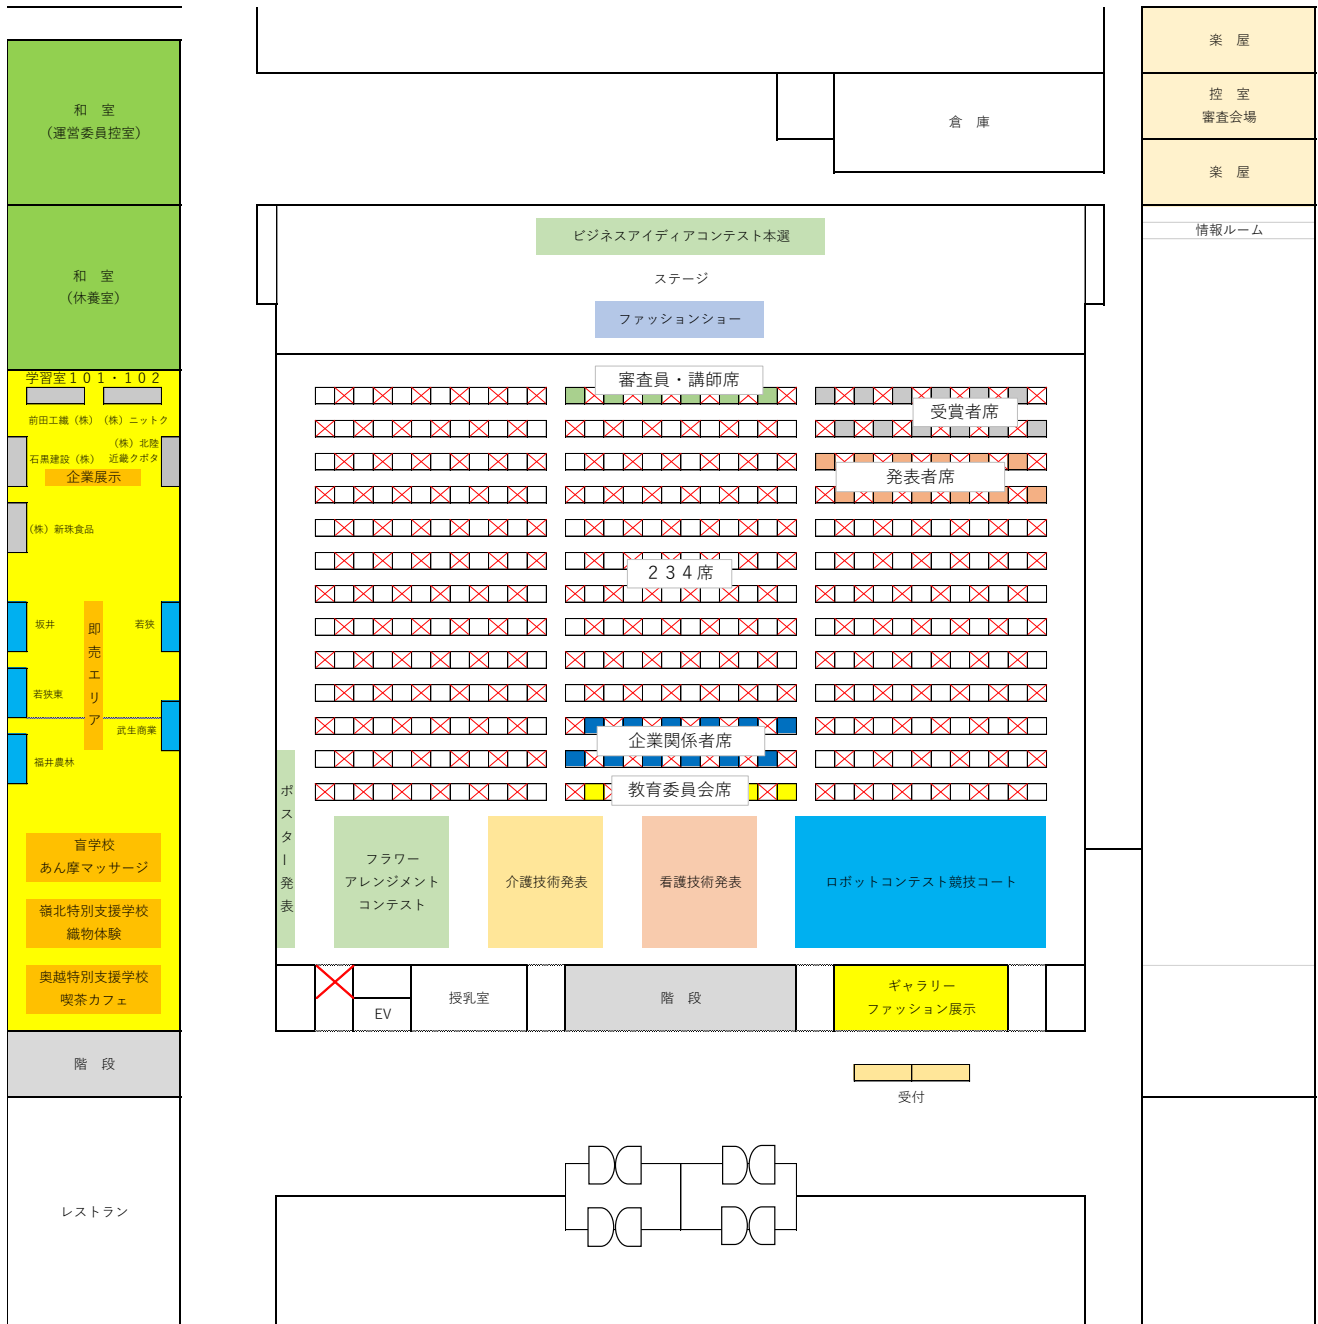 和　室
（運営委員控室）
和　室
（休養室）
学習室１０１・１０２
前田工繊（株）
（株）ニットク
（株）北陸
近畿クボタ
石黒建設（株）
企業展示
（株）新珠食品
坂井
若狭
即売エリア
若狭東
武生商業
福井農林
盲学校
あん摩マッサージ
嶺北特別支援学校
織物体験
奥越特別支援学校
喫茶カフェ
階　段
レストラン
倉　庫
ビジネスアイディアコンテスト本選
ステージ
ファッションショー
審査員・講師席
受賞者席
発表者席
２３４席
企業関係者席
教育委員会席
ポスター発表
フラワー
アレンジメント
コンテスト
介護技術発表
看護技術発表
ロボットコンテスト競技コート
EV
授乳室
階　段
ギャラリー
ファッション展示
受付
楽　屋
控　室
審査会場
楽　屋
情報ルーム